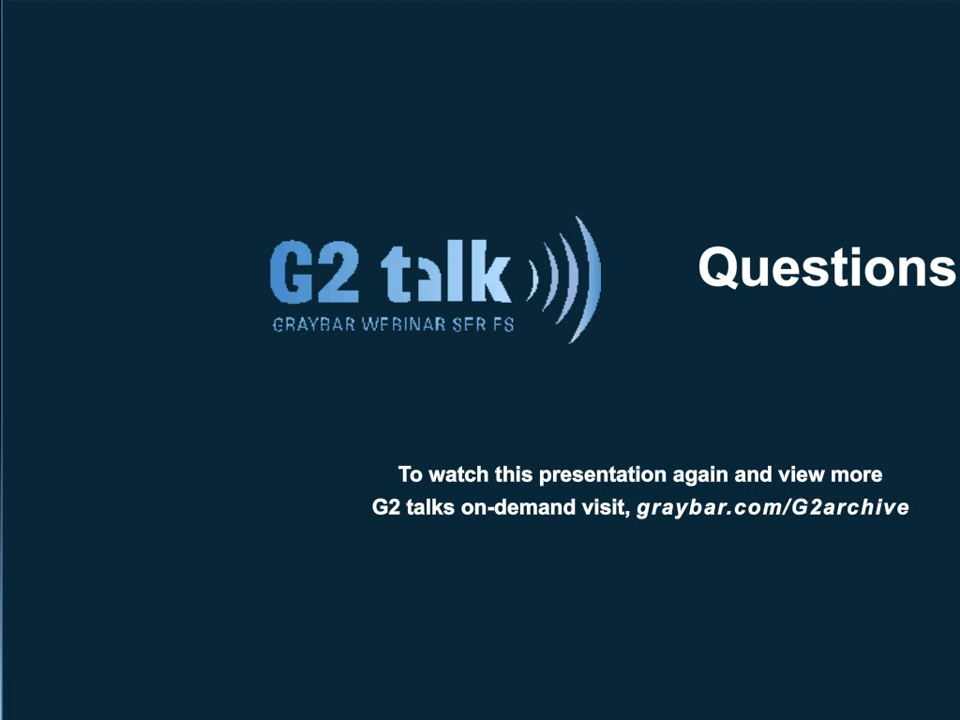 G2 talk
GRAYBAR WEBINAR SERIES
Questions
To watch this presentation again and view more
G2 talks on-demand visit, graybar.com/G2archive